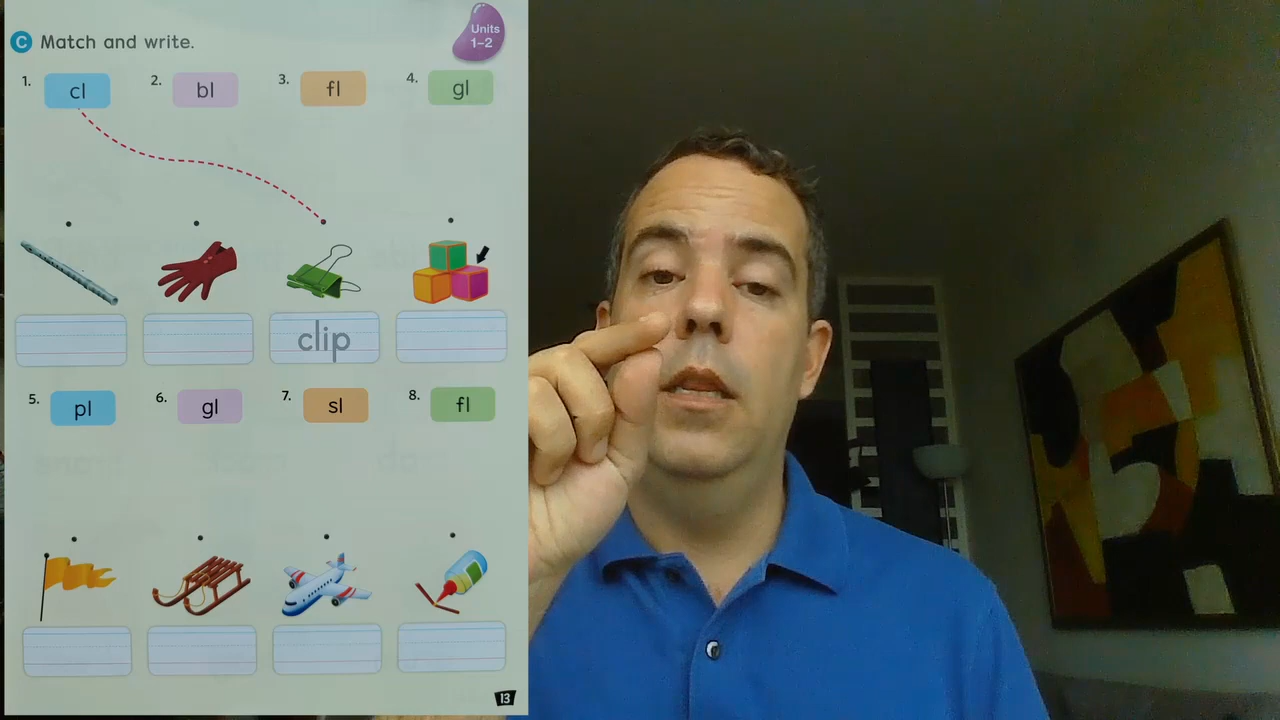 Units
1-2
C Match and write.
1. cl
2. bl
3. fl
4. gl
clip
5. pl
6. gl
7. sl
8. fl
13